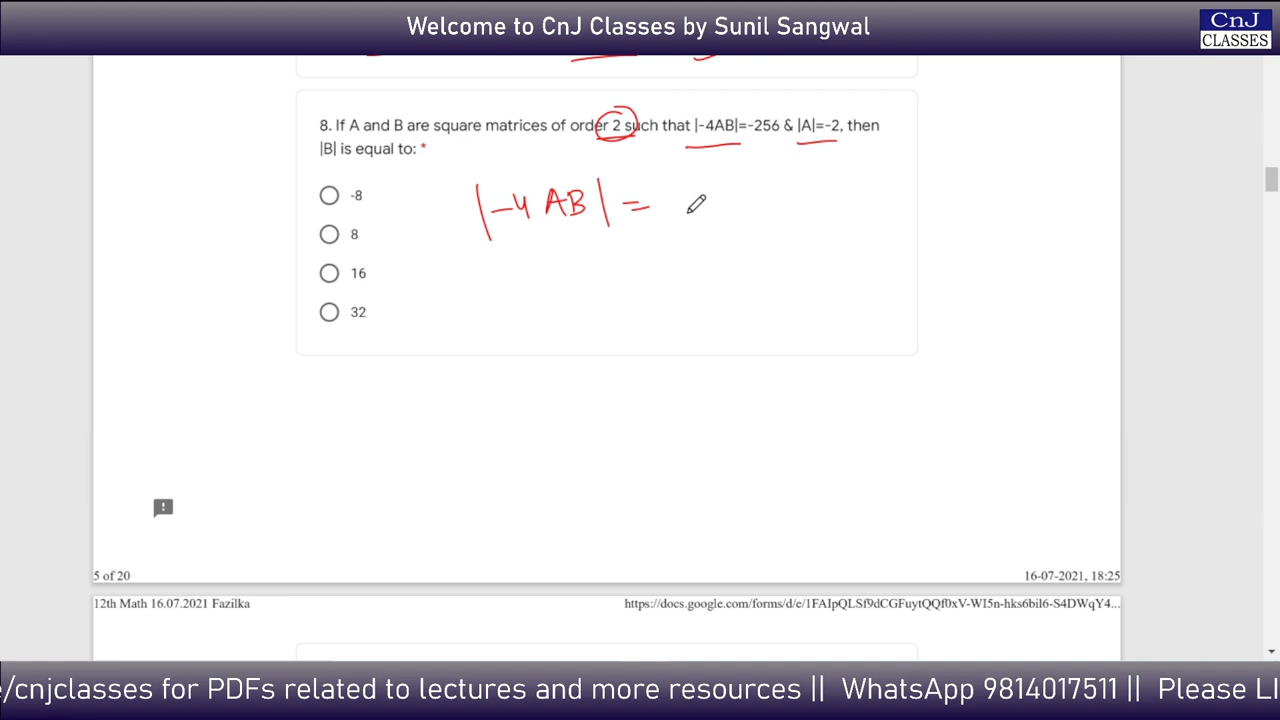 Welcome to CnJ Classes by Sunil Sangwal
CnJ
CLASSES
8. If A and B are square matrices of order 2 such that |-4AB|=-256 & |A|=-2, then
|B| is equal to: *
-8
|-4 AB| =
8
16
32
5 of 20
16-07-2021, 18:25
12th Math 16.07.2021 Fazilka
https://docs.google.com/forms/d/e/1FAIpQLSf9dCGFuytQQf0xV-WI5n-hks6bil6-S4DWqY4...
/cnjclasses for PDFs related to lectures and more resources || WhatsApp 9814017511 || Please LI